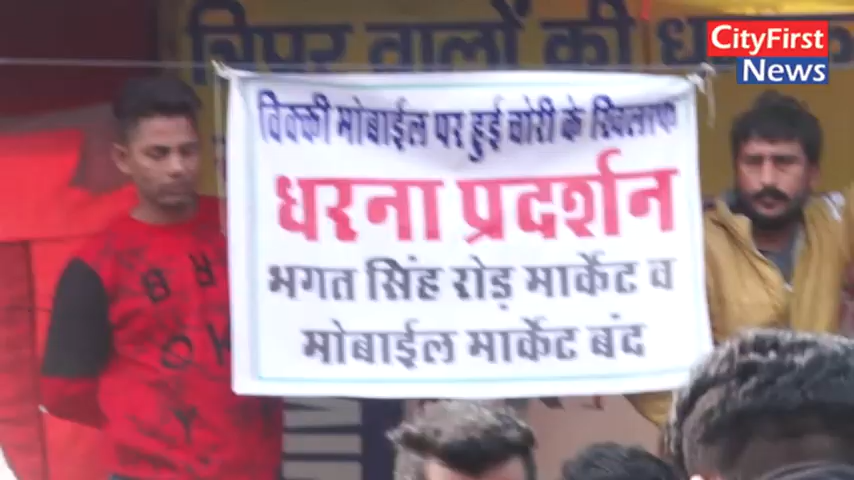 CityFirst
News
त्रिपुर वालों की
विक्की मोबाईल पर हुई चोरी के खिलाफ
धरना प्रदर्शन
भगत सिंह रोड़ मार्केट व
मोबाईल मार्केट बंद